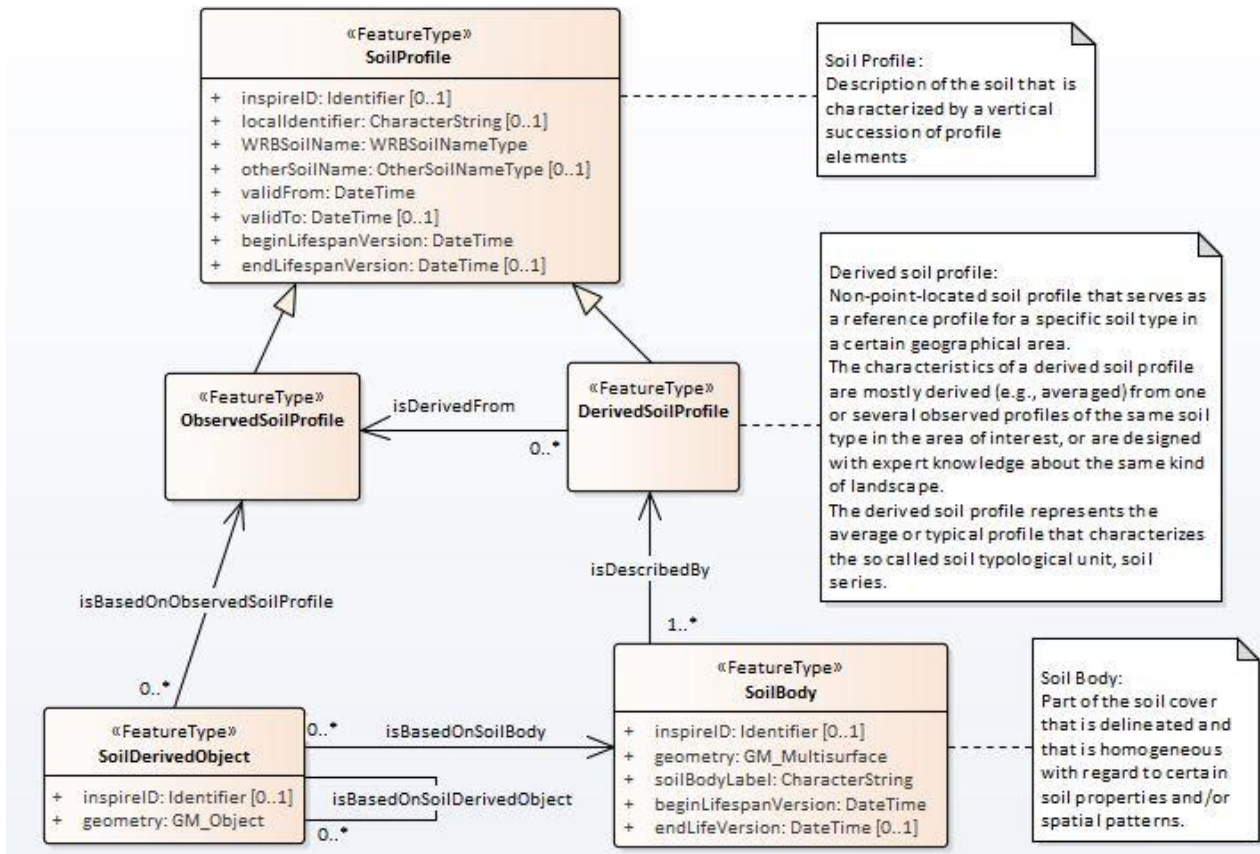 «FeatureType»
SoilProfile
+ inspireID: Identifier [0..1]
+ localIdentifier: CharacterString [0..1]
+ WRBSoilName: WRBSoilNameType
+ otherSoilName: OtherSoilNameType [0..1]
+ validFrom: DateTime
+ validTo: DateTime [0..1]
+ beginLifespanVersion: DateTime
+ endLifespanVersion: DateTime [0..1]
Soil Profile:
Description of the soil that is
characterized by a vertical
succession of profile
elements
Derived soil profile:
Non-point-located soil profile that serves as
a reference profile for a specific soil type in
a certain geographical area.
The characteristics of a derived soil profile
are mostly derived (e.g., averaged) from one
or several observed profiles of the same soil
type in the area of interest, or are designed
with expert knowledge about the same kind
of landscape.
The derived soil profile represents the
average or typical profile that characterizes
the so called soil typological unit, soil
series.
«FeatureType»
ObservedSoilProfile
isDerivedFrom
0..*
«FeatureType»
DerivedSoilProfile
isBasedOnObservedSoilProfile
0..*
isDescribedBy
1..*
«FeatureType»
SoilDerivedObject
+ inspireID: Identifier [0..1]
+ geometry: GM_Object
0..*
isBasedOnSoilBody
isBasedOnSoilDerivedObject
0..*
«FeatureType»
SoilBody
+ inspireID: Identifier [0..1]
+ geometry: GM_Multisurface
+ soilBodyLabel: CharacterString
+ beginLifespanVersion: DateTime
+ endLifeVersion: DateTime [0..1]
Soil Body:
Part of the soil cover
that is delineated and
that is homogeneous
with regard to certain
soil properties and/or
spatial patterns.